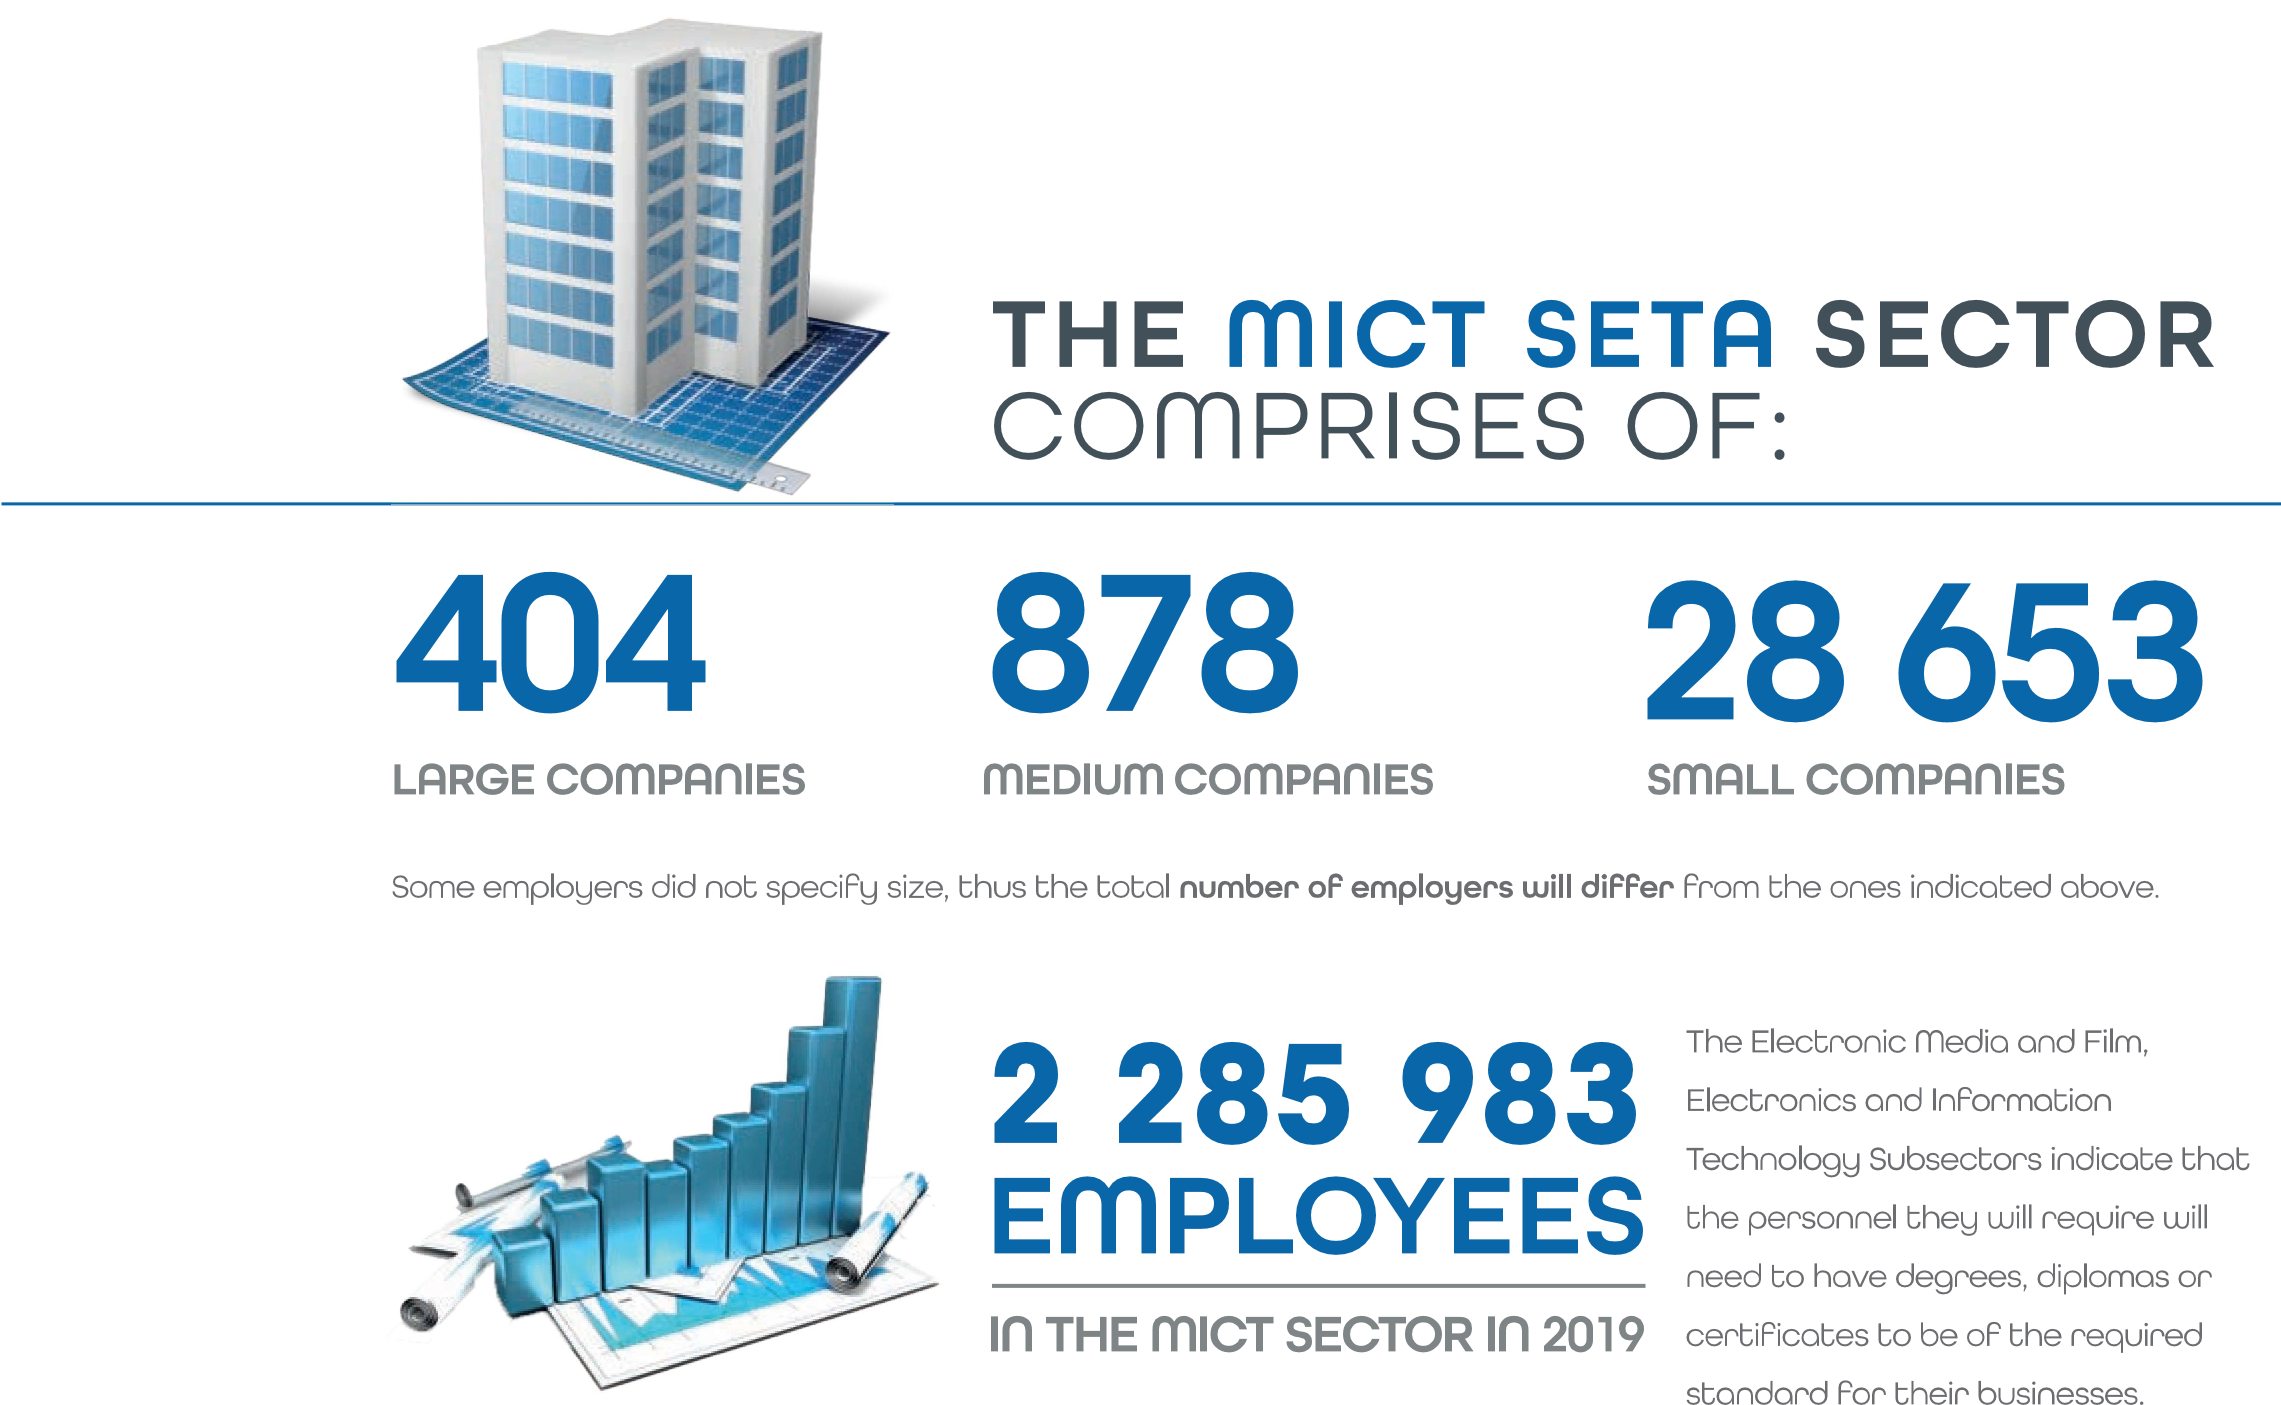 THE MICT SETA SECTOR
COMPRISES OF:
404
LARGE COMPANIES
878
MEDIUM COMPANIES
28 653
SMALL COMPANIES
Some employers did not specify size, thus the total number of employers will differ from the ones indicated above.
2 285 983
EMPLOYEES
IN THE MICT SECTOR IN 2019
The Electronic Media and Film,
Electronics and Information
Technology Subsectors indicate that
the personnel they will require will
need to have degrees, diplomas or
certificates to be of the required
standard for their businesses.